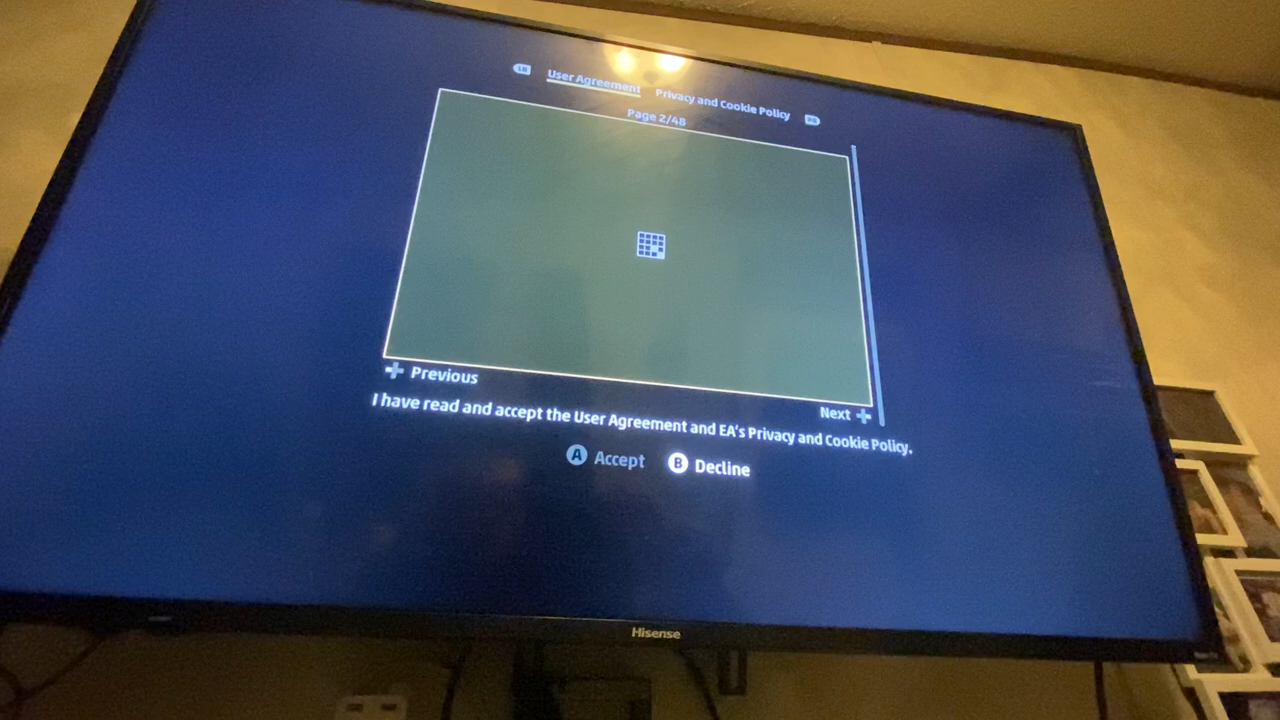 LB User Agreement Privacy and Cookie Policy RB
Page 2/48
Previous
Next
I have read and accept the User Agreement and EA's Privacy and Cookie Policy.
A Accept B Decline
Hisense